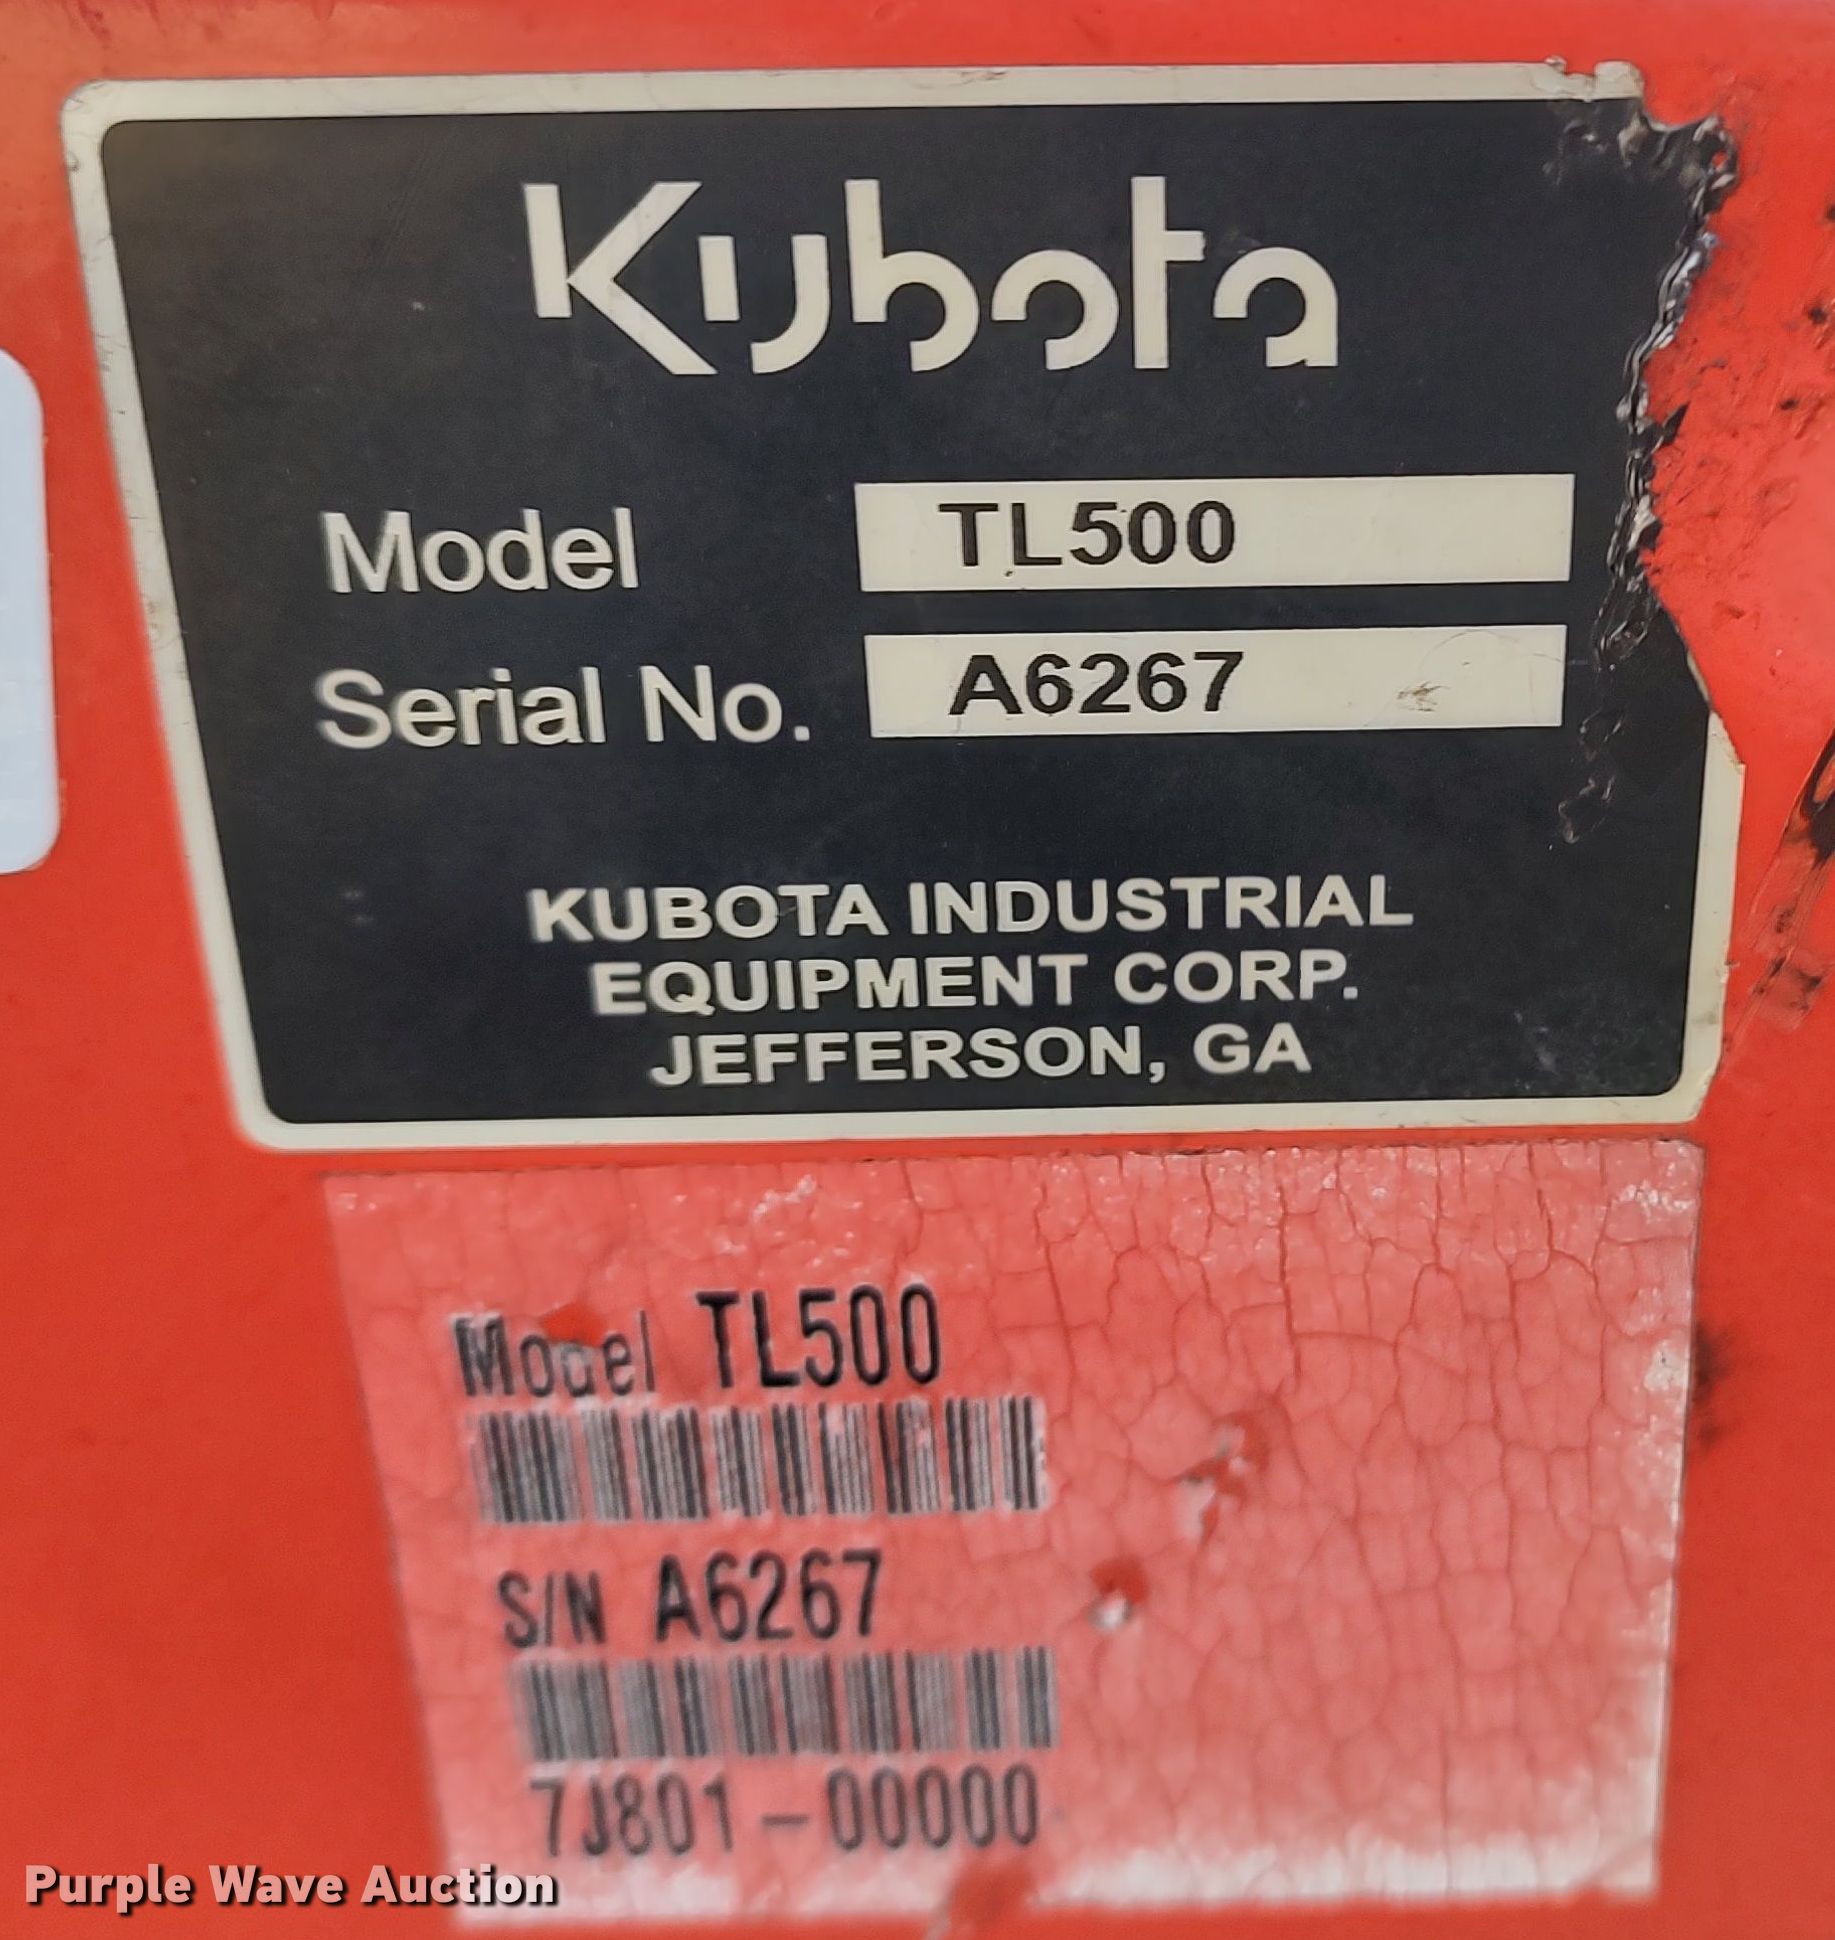 Kubota
Model TL500
Serial No. A6267
KUBOTA INDUSTRIAL
EQUIPMENT CORP.
JEFFERSON, GA
Model TL500
S/N A6267
7J801-00000
Purple Wave Auction